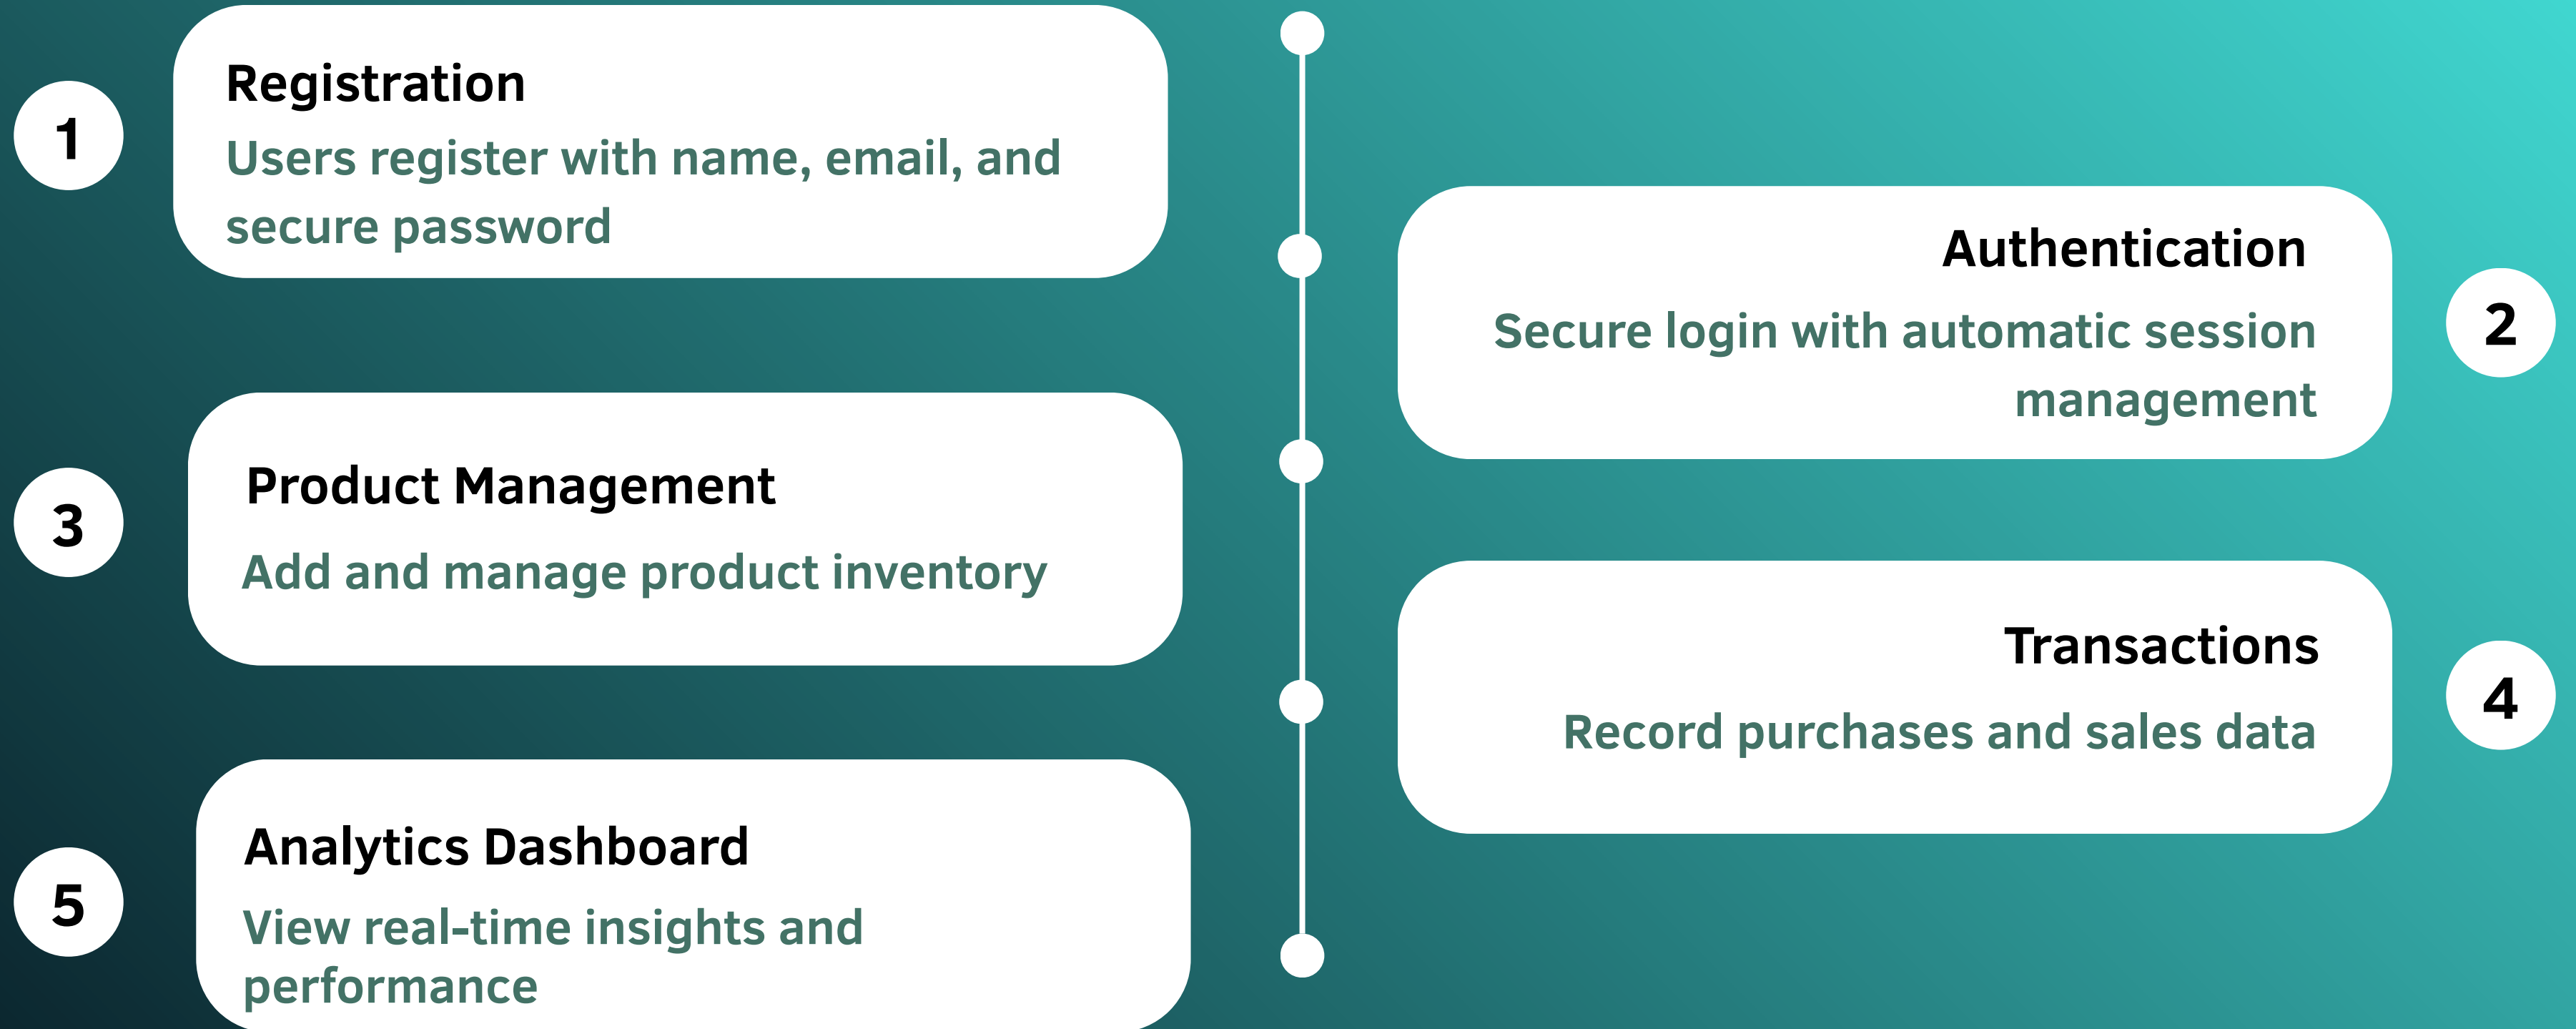 1
Registration
Users register with name, email, and
secure password
2
Authentication
Secure login with automatic session
management
3
Product Management
Add and manage product inventory
4
Transactions
Record purchases and sales data
5
Analytics Dashboard
View real-time insights and
performance